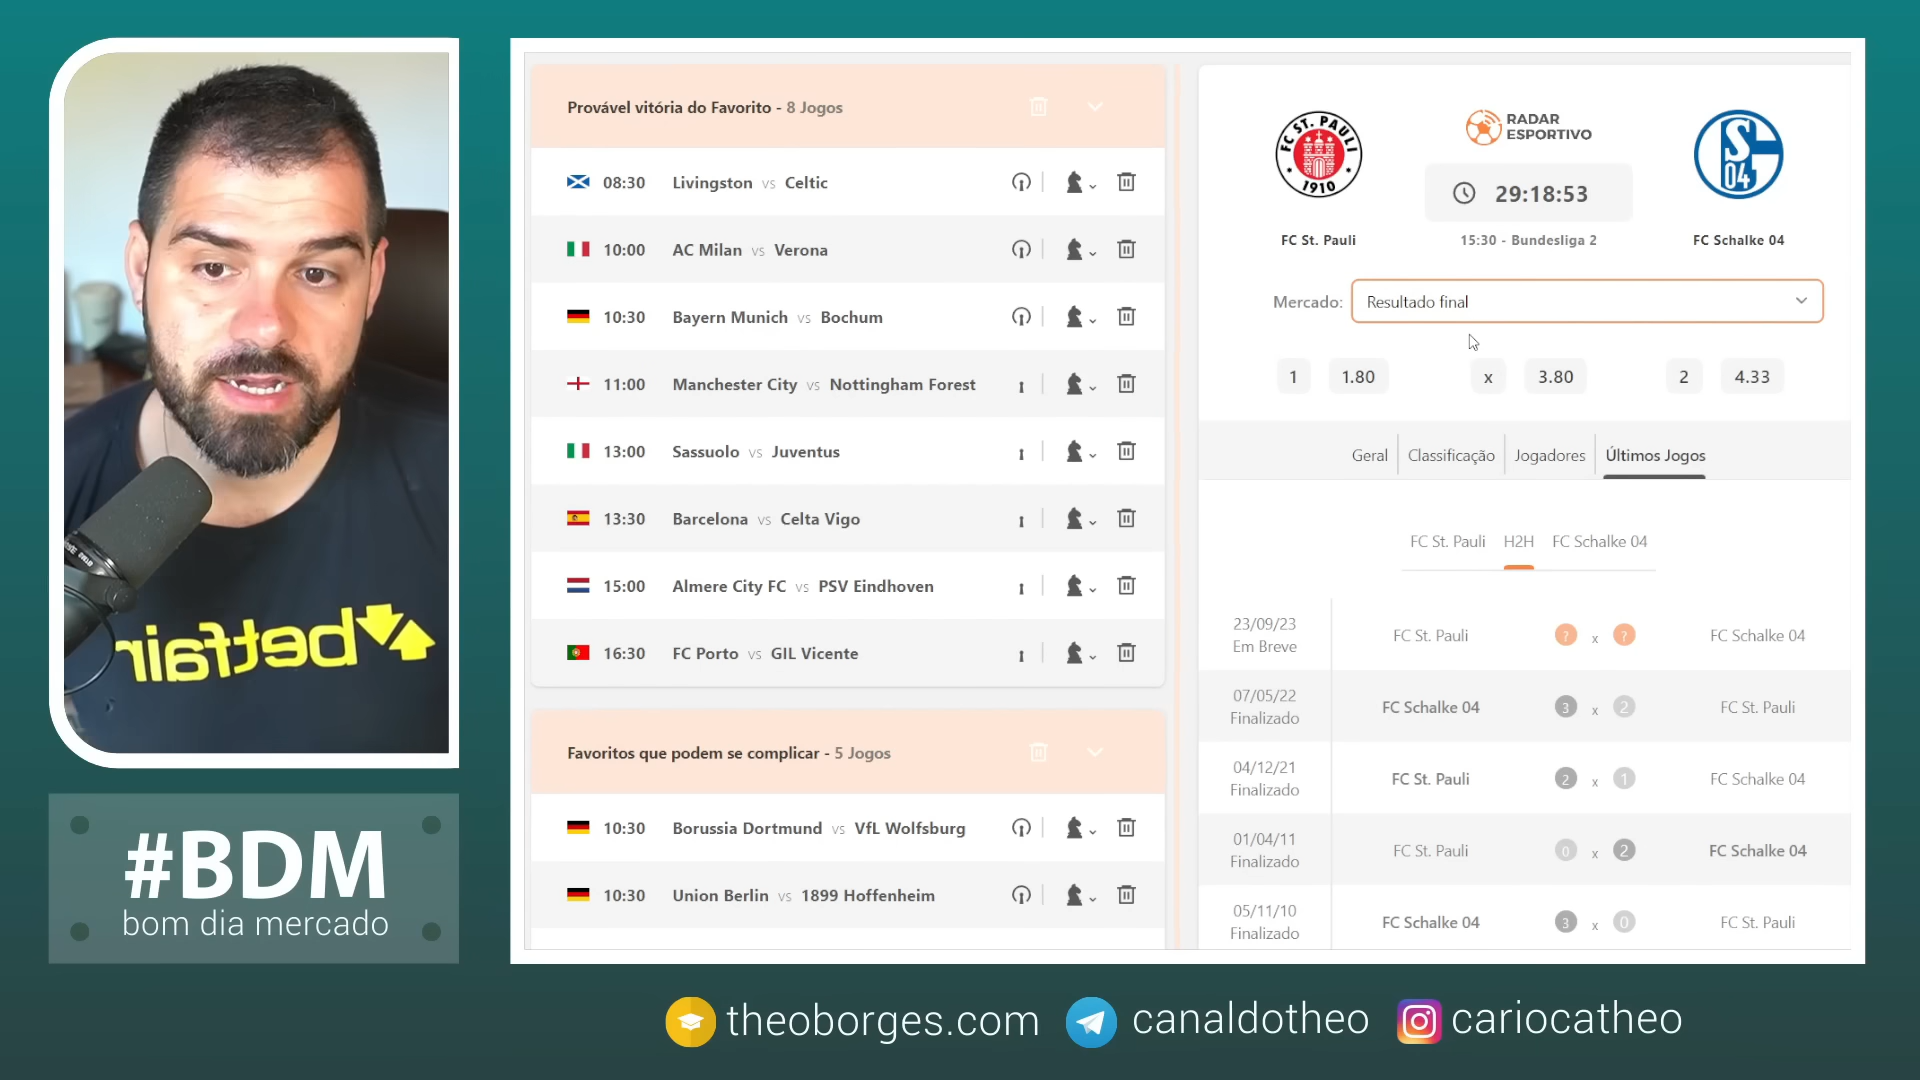 betfair
#BDM
bom dia mercado
Provável vitória do Favorito - 8 Jogos
08:30 Livingston vs Celtic
10:00 AC Milan vs Verona
10:30 Bayern Munich vs Bochum
11:00 Manchester City vs Nottingham Forest
13:00 Sassuolo vs Juventus
13:30 Barcelona vs Celta Vigo
15:00 Almere City FC vs PSV Eindhoven
16:30 FC Porto vs GIL Vicente
Favoritos que podem se complicar - 5 Jogos
10:30 Borussia Dortmund vs VfL Wolfsburg
10:30 Union Berlin vs 1899 Hoffenheim
FC ST. PAULI
1910
RADAR
ESPORTIVO
S
04
29:18:53
FC St. Pauli
15:30 - Bundesliga 2
FC Schalke 04
Mercado: Resultado final
1 1.80 x 3.80 2 4.33
Geral Classificação Jogadores Últimos Jogos
FC St. Pauli H2H FC Schalke 04
23/09/23
Em Breve
FC St. Pauli ? x ? FC Schalke 04
07/05/22
Finalizado
FC Schalke 04 3 x 2 FC St. Pauli
04/12/21
Finalizado
FC St. Pauli 2 x 1 FC Schalke 04
01/04/11
Finalizado
FC St. Pauli 0 x 2 FC Schalke 04
05/11/10
Finalizado
FC Schalke 04 3 x 0 FC St. Pauli
theoborges.com canaldotheo cariocatheo